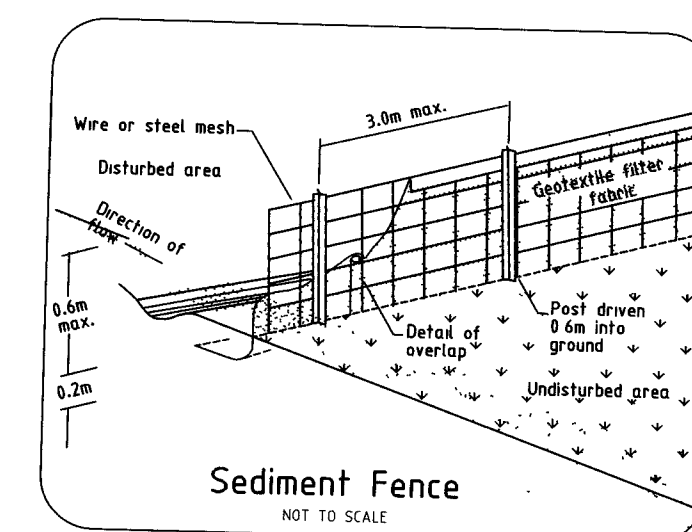 3.0m max.
Wire or steel mesh
Disturbed area
Geotextile filter
fabric
Direction of
flow
0.6m
max.
Post driven
0 6m into
ground
Detail of
overlap
0.2m
Undisturbed area
Sediment Fence
NOT TO SCALE